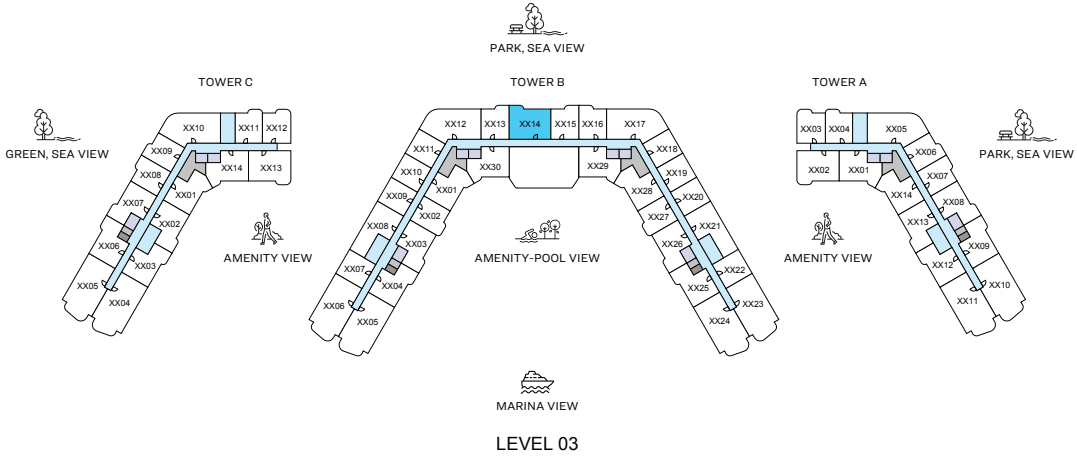 PARK, SEA VIEW
TOWER C
TOWER B
TOWER A
GREEN, SEA VIEW
PARK, SEA VIEW
XX10
XX11
XX12
XX09
XX14
XX13
XX08
XX01
XX07
XX02
XX06
XX03
XX05
XX04
XX12
XX13
XX14
XX15
XX16
XX17
XX11
XX30
XX29
XX18
XX10
XX01
XX28
XX19
XX09
XX02
XX27
XX20
XX08
XX03
XX26
XX21
XX07
XX04
XX25
XX22
XX06
XX05
XX24
XX23
XX03
XX04
XX05
XX02
XX01
XX06
XX14
XX07
XX13
XX08
XX12
XX09
XX11
XX10
AMENITY VIEW
AMENITY-POOL VIEW
AMENITY VIEW
MARINA VIEW
LEVEL 03